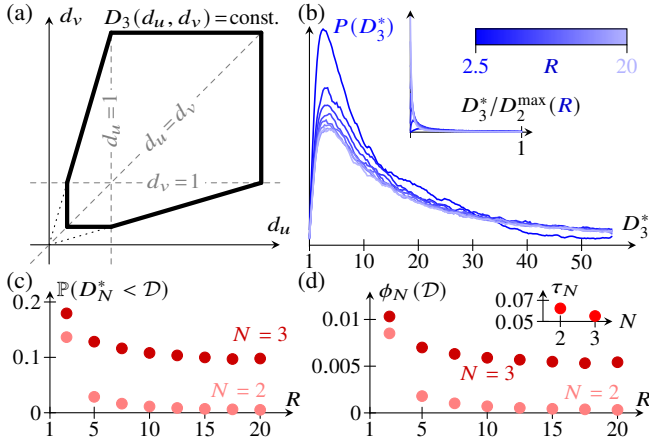 (a)
d_v
D_3(d_u, d_v) = const.
d_u = 1
d_u = d_v
d_v = 1
d_u
(b)
P(D_3^*)
2.5 R 20
D_3^*/D_2^max(R)
1
D_3^*
1 10 20 30 40 50
(c)
ℙ(D_N^* < 𝒟)
0.2
0.1
0
N = 3
N = 2
1 5 10 15 20 R
(d)
ϕ_N(𝒟)
0.01
0.005
0
N = 3
N = 2
1 5 10 15 20 R
τ_N
0.07
0.05
2 3 N